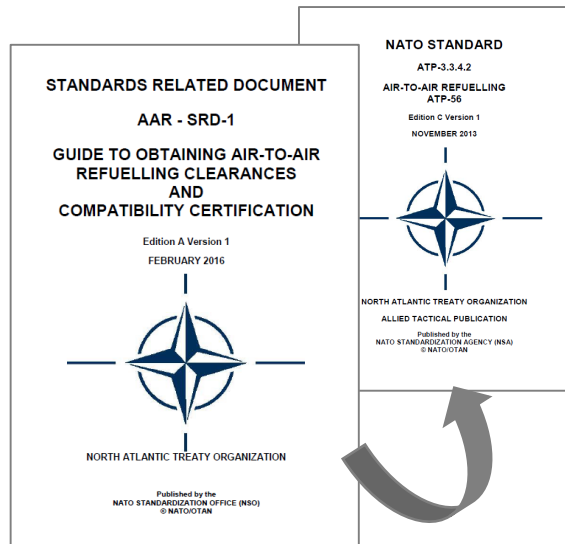 STANDARDS RELATED DOCUMENT
AAR - SRD-1
GUIDE TO OBTAINING AIR-TO-AIR
REFUELLING CLEARANCES
AND
COMPATIBILITY CERTIFICATION
Edition A Version 1
FEBRUARY 2016
NORTH ATLANTIC TREATY ORGANIZATION
Published by the
NATO STANDARDIZATION OFFICE (NSO)
© NATO/OTAN
NATO STANDARD
ATP-3.3.4.2
AIR-TO-AIR REFUELLING
ATP-56
Edition C Version 1
NOVEMBER 2013
NORTH ATLANTIC TREATY ORGANIZATION
ALLIED TACTICAL PUBLICATION
Published by the
NATO STANDARDIZATION AGENCY (NSA)
© NATO/OTAN